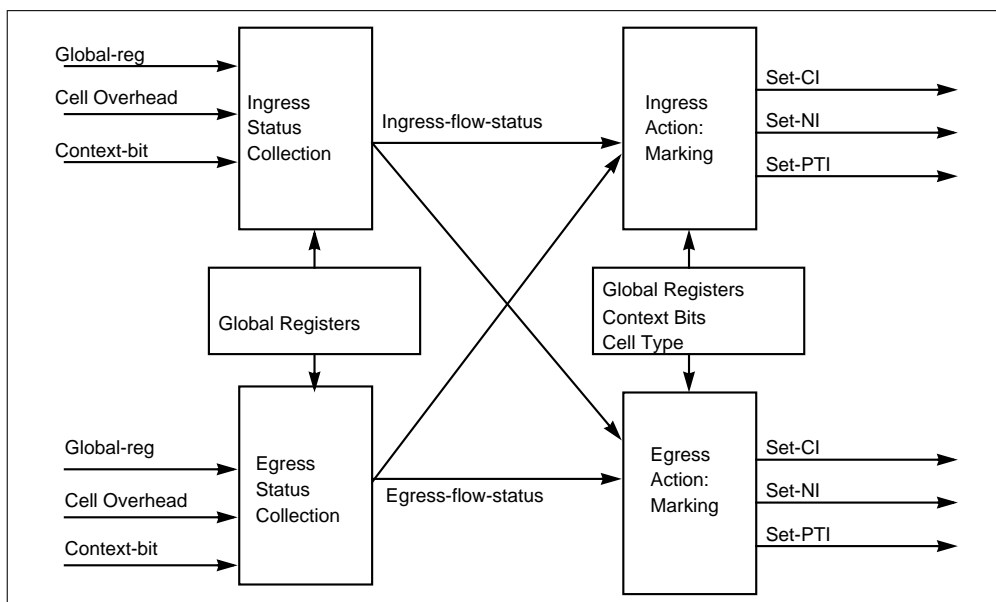 Global-reg
Cell Overhead
Context-bit
Ingress
Status
Collection
Ingress-flow-status
Ingress
Action:
Marking
Set-CI
Set-NI
Set-PTI
Global Registers
Global Registers
Context Bits
Cell Type
Global-reg
Cell Overhead
Context-bit
Egress
Status
Collection
Egress-flow-status
Egress
Action:
Marking
Set-CI
Set-NI
Set-PTI